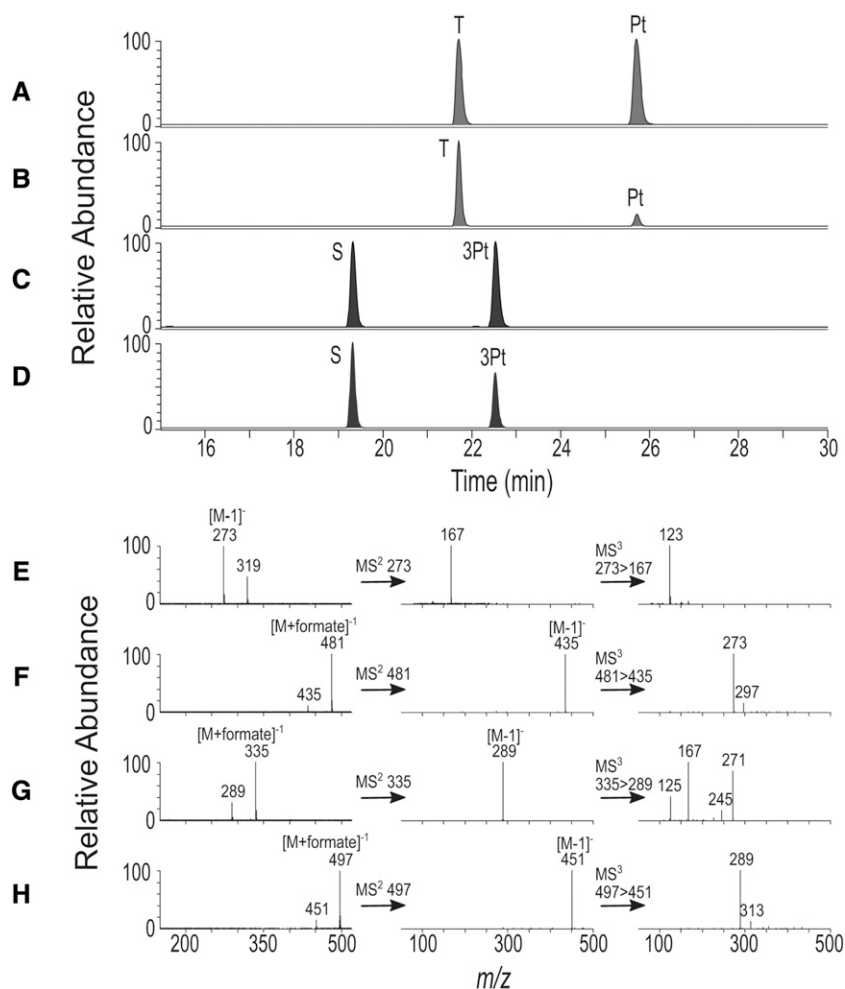 T Pt
A 100 0
T Pt
B 100 0
S 3Pt
C 100 0
S 3Pt
D 100 0
Relative Abundance
16 18 20 22 24 26 28 30
Time (min)
[M-1]-
273
319
E 100 0
MS2 273
167
MS3
273>167
123
[M+formate]-1
481
435
F 100 0
MS2 481
[M-1]-
435
MS3
481>435
273
297
[M+formate]-1
335
289
G 100 0
MS2 335
[M-1]-
289
MS3
335>289
125 167 245 271
[M+formate]-1
497
451
H 100 0
MS2 497
[M-1]-
451
MS3
497>451
289
313
Relative Abundance
200 350 500 100 300 500 100 300 500
m/z